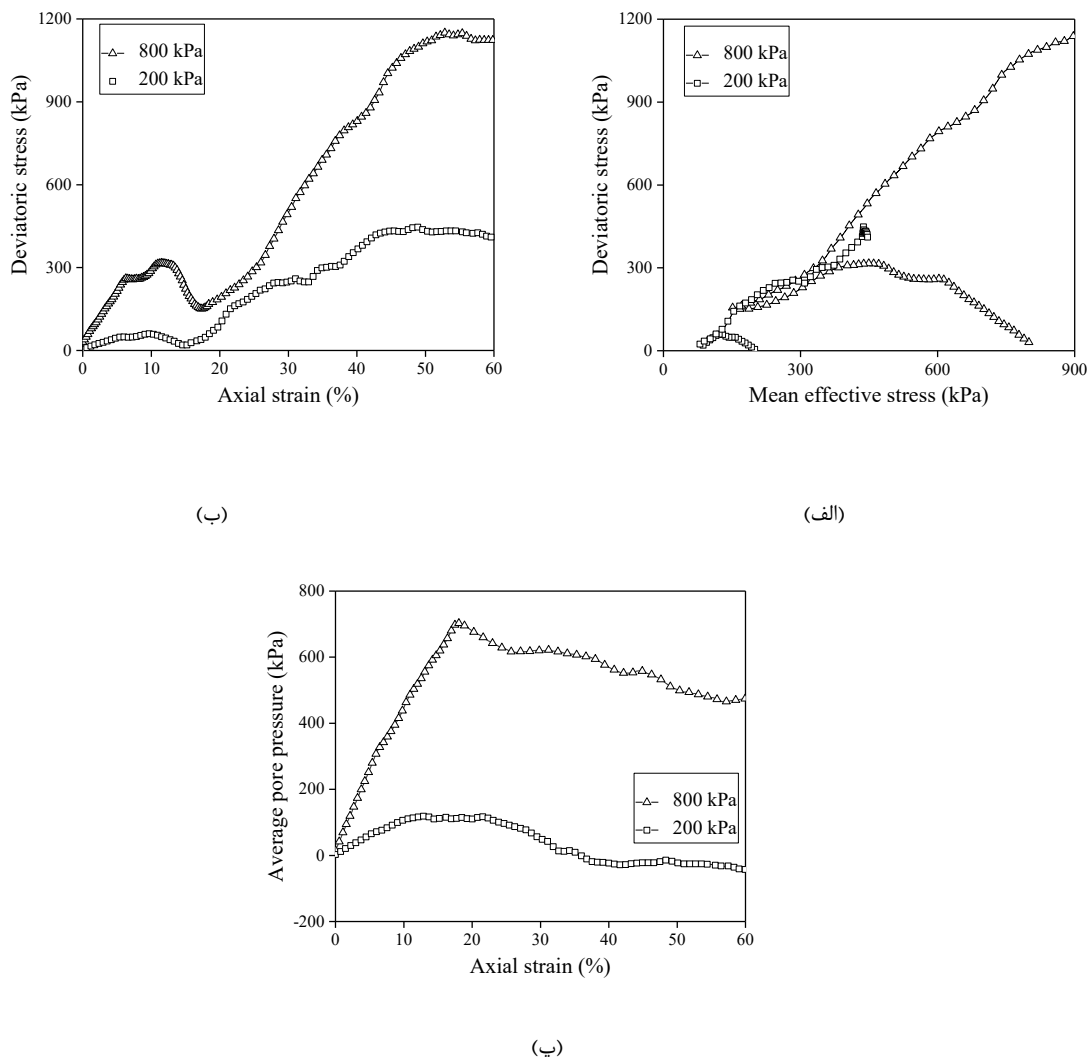 1200
900
600
300
0
Deviatoric stress (kPa)
800 kPa
200 kPa
0 10 20 30 40 50 60
Axial strain (%)
(ب)
1200
900
600
300
0
Deviatoric stress (kPa)
800 kPa
200 kPa
0 300 600 900
Mean effective stress (kPa)
(الف)
800
600
400
200
0
-200
Average pore pressure (kPa)
800 kPa
200 kPa
0 10 20 30 40 50 60
Axial strain (%)
(پ)